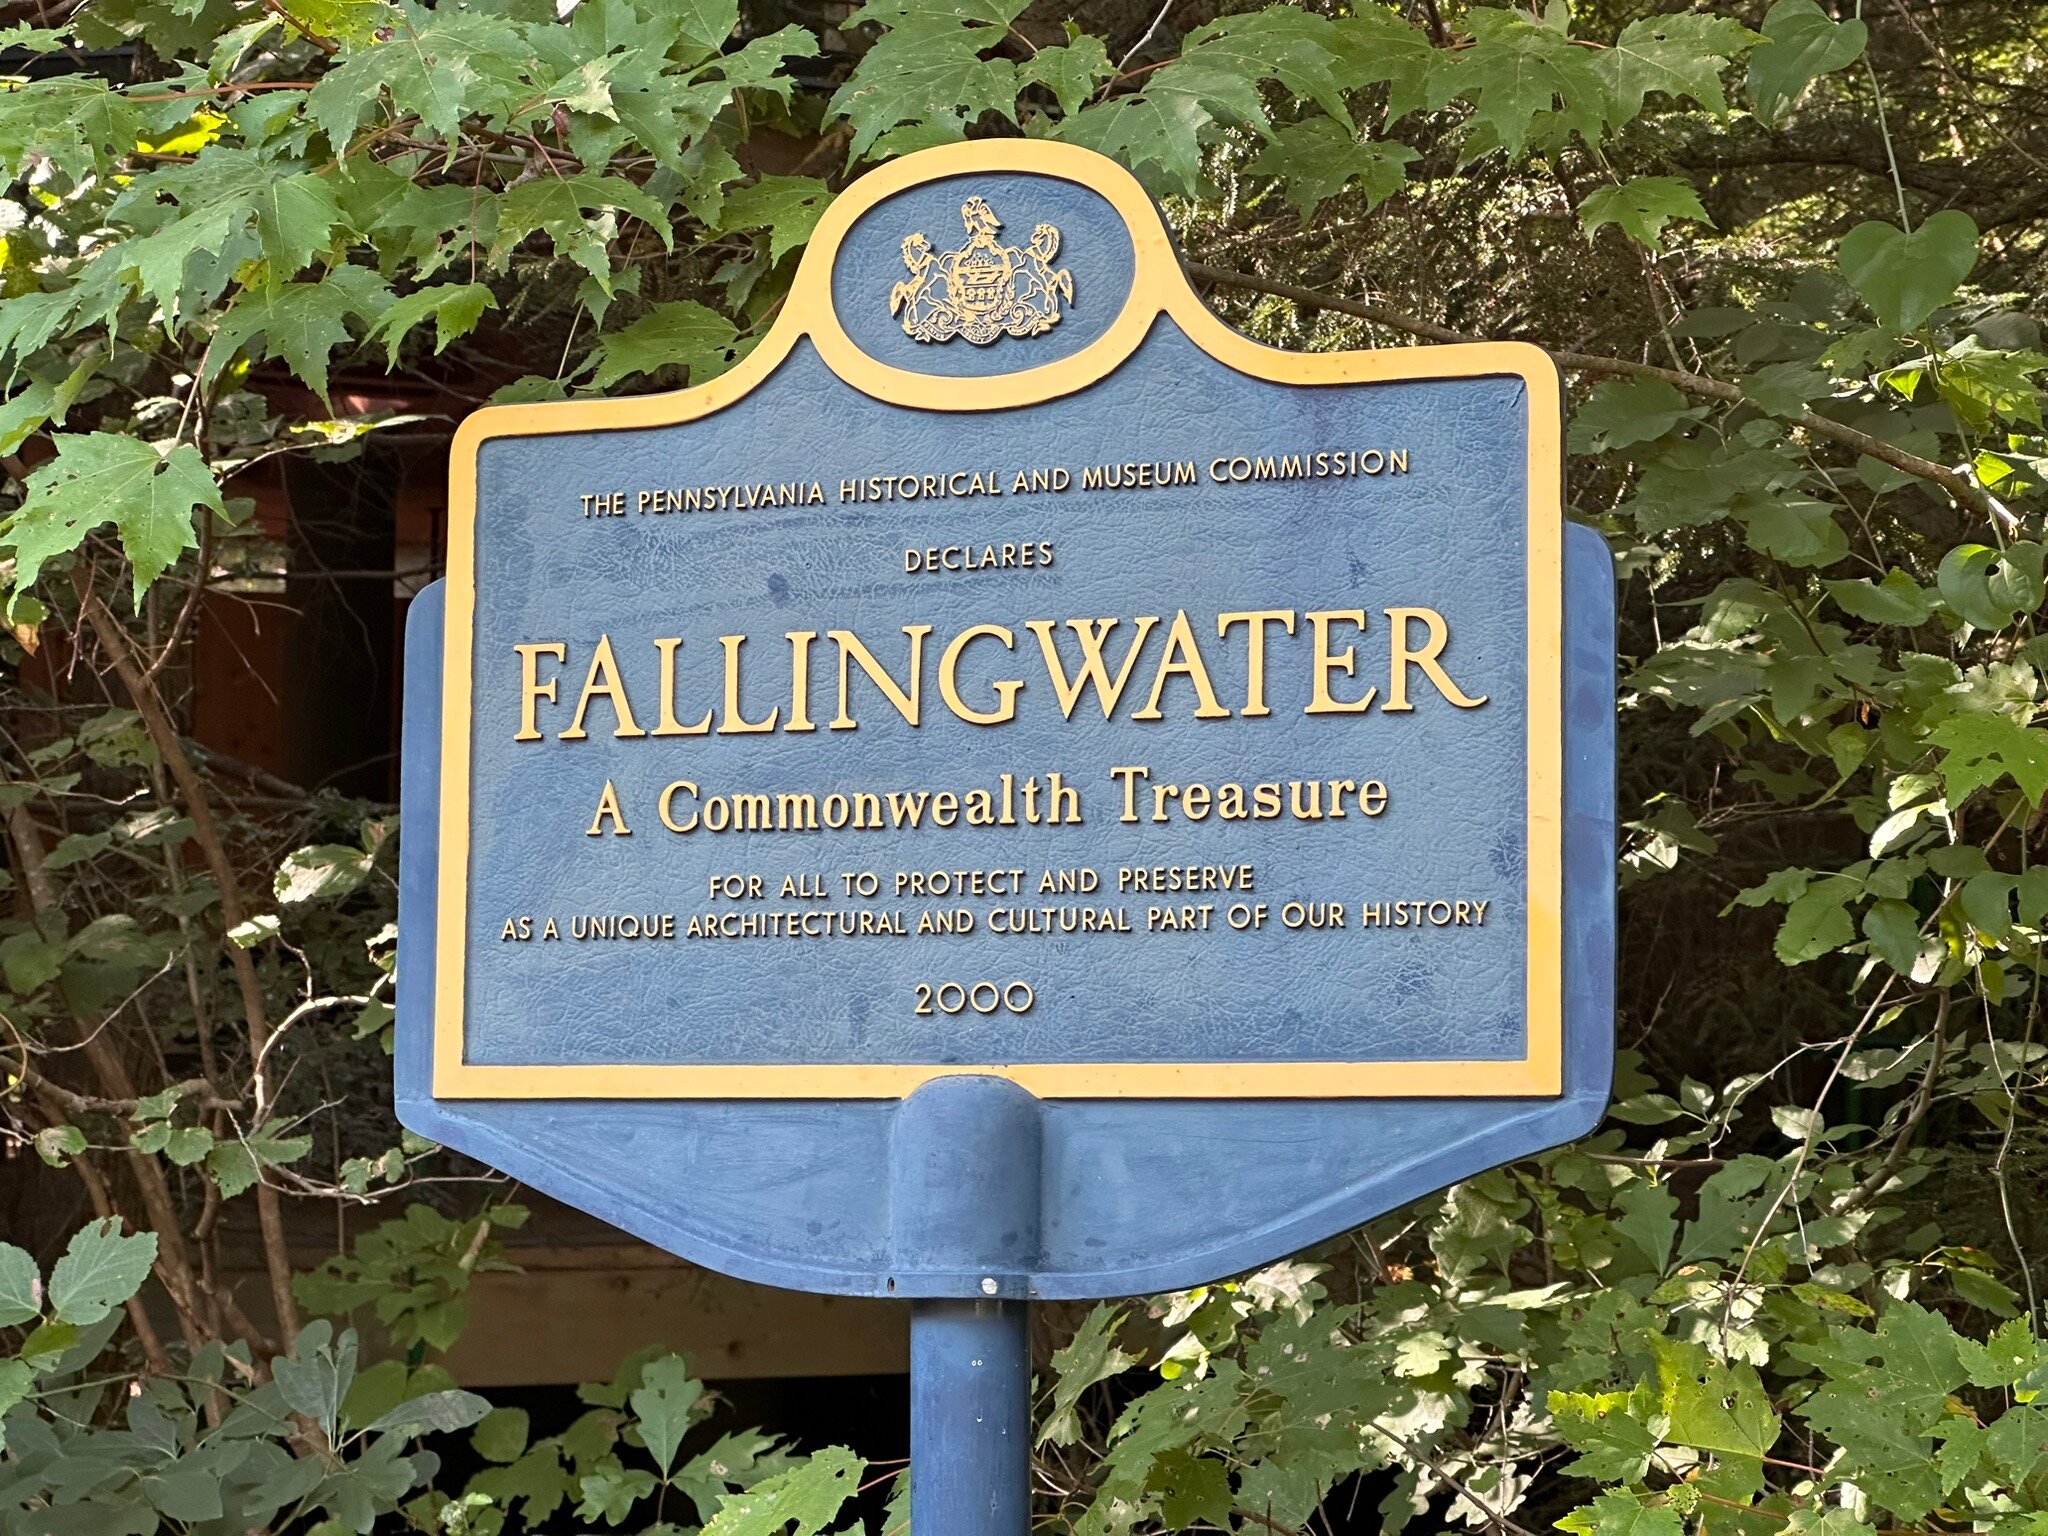 THE PENNSYLVANIA HISTORICAL AND MUSEUM COMMISSION
DECLARES
FALLINGWATER
A Commonwealth Treasure
FOR ALL TO PROTECT AND PRESERVE
AS A UNIQUE ARCHITECTURAL AND CULTURAL PART OF OUR HISTORY
2000